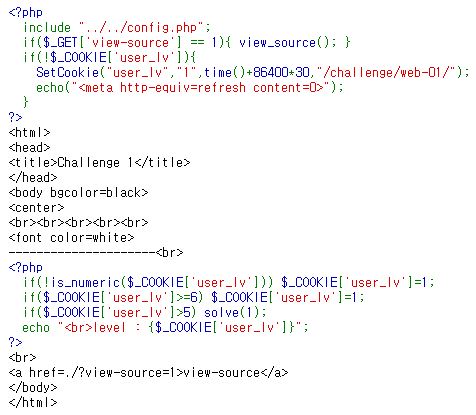 <?php
  include "../../config.php";
  if($_GET['view-source'] == 1){ view_source(); }
  if(!$_COOKIE['user_lv']){
    SetCookie("user_lv","1",time()+86400*30,"/challenge/web-01/");
    echo("<meta http-equiv=refresh content=0>");
  }
?>
<html>
<head>
<title>Challenge 1</title>
</head>
<body bgcolor=black>
<center>
<br><br><br><br><br>
<font color=white>
---------------------<br>
<?php
  if(!is_numeric($_COOKIE['user_lv'])) $_COOKIE['user_lv']=1;
  if($_COOKIE['user_lv']>=6) $_COOKIE['user_lv']=1;
  if($_COOKIE['user_lv']>5) solve(1);
  echo "<br>level : {$_COOKIE['user_lv']}";
?>
<br>
<a href=./?view-source=1>view-source</a>
</body>
</html>